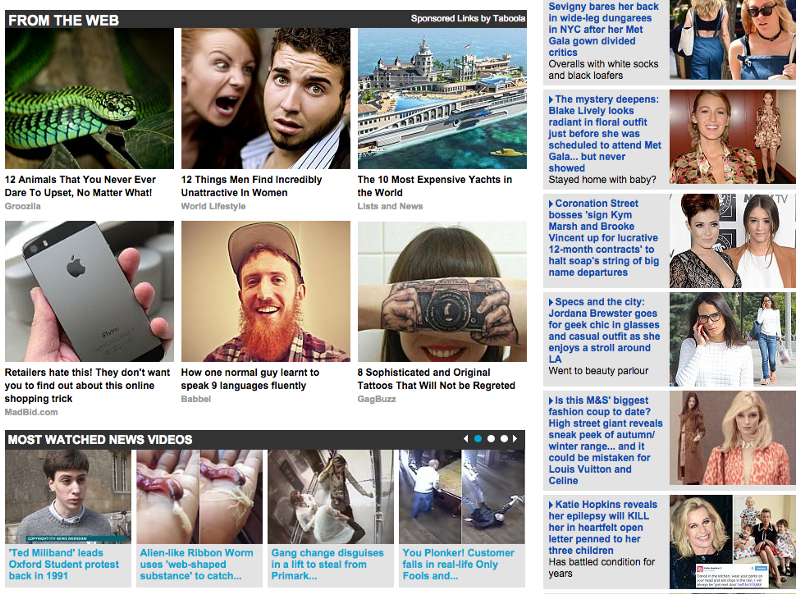 FROM THE WEB
Sponsored Links by Taboola
12 Animals That You Never Ever
Dare To Upset, No Matter What!
Groozila
12 Things Men Find Incredibly
Unattractive In Women
World Lifestyle
The 10 Most Expensive Yachts in
the World
Lists and News
iPhone
Retailers hate this! They don't want
you to find out about this online
shopping trick
MadBid.com
How one normal guy learnt to
speak 9 languages fluently
Babbel
8 Sophisticated and Original
Tattoos That Will Not be Regretted
GagBuzz
MOST WATCHED NEWS VIDEOS
'Ted Miliband' leads
Oxford Student protest
back in 1991
Alien-like Ribbon Worm
uses 'web-shaped
substance' to catch...
Gang change disguises
in a lift to steal from
Primark...
You Plonker! Customer
falls in real-life Only
Fools and...
Sevigny bares her back
in wide-leg dungarees
in NYC after her Met
Gala gown divided
critics
Overalls with white socks
and black loafers
The mystery deepens:
Blake Lively looks
radiant in floral outfit
just before she was
scheduled to attend Met
Gala... but never
showed
Stayed home with baby?
Coronation Street
bosses 'sign Kym
Marsh and Brooke
Vincent up for lucrative
12-month contracts' to
halt soap's string of big
name departures
Specs and the city:
Jordana Brewster goes
for geek chic in glasses
and casual outfit as she
enjoys a stroll around
LA
Went to beauty parlour
Is this M&S' biggest
fashion coup to date?
High street giant reveals
sneak peek of autumn/
winter range... and it
could be mistaken for
Louis Vuitton and
Celine
Katie Hopkins reveals
her epilepsy will KILL
her in heartfelt open
letter penned to her
three children
Has battled condition for
years